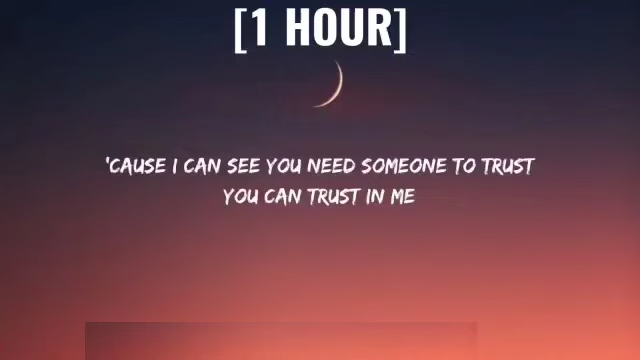 [1 HOUR]
'CAUSE I CAN SEE YOU NEED SOMEONE TO TRUST
YOU CAN TRUST IN ME